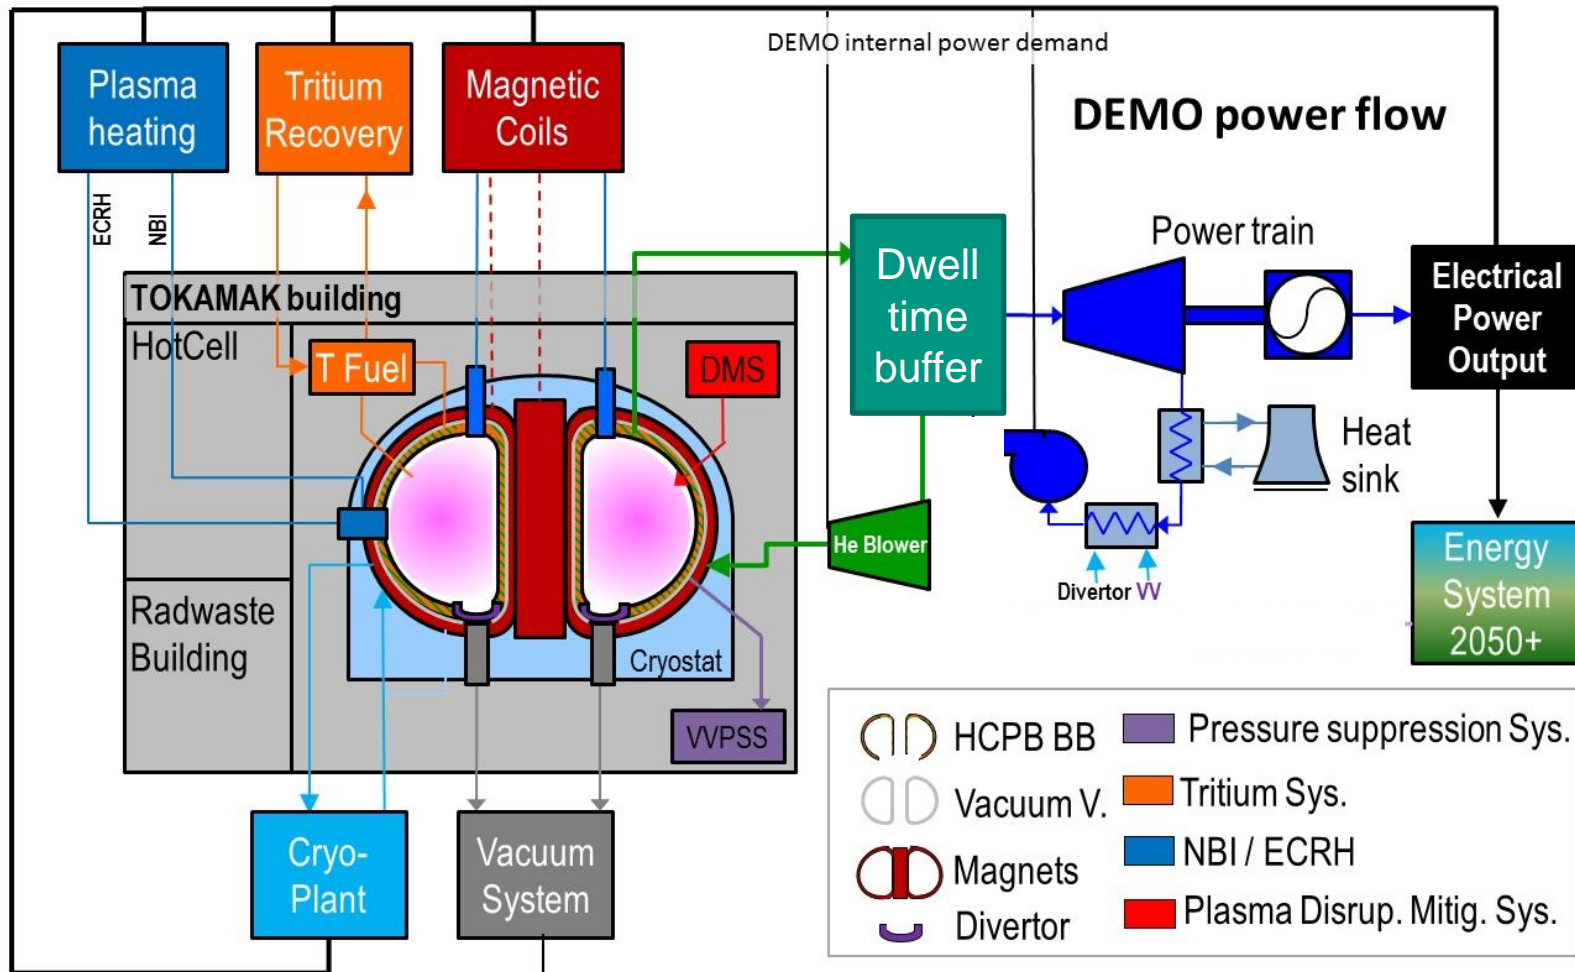 DEMO internal power demand
DEMO power flow
Plasma
heating
Tritium
Recovery
Magnetic
Coils
ECRH
NBI
TOKAMAK building
HotCell
T Fuel
DMS
Radwaste
Building
Cryostat
VVPSS
Cryo-
Plant
Vacuum
System
Dwell
time
buffer
He Blower
Power train
Electrical
Power
Output
Heat
sink
Divertor VV
Energy
System
2050+
HCPB BB
Vacuum V.
Magnets
Divertor
Pressure suppression Sys.
Tritium Sys.
NBI / ECRH
Plasma Disrup. Mitig. Sys.